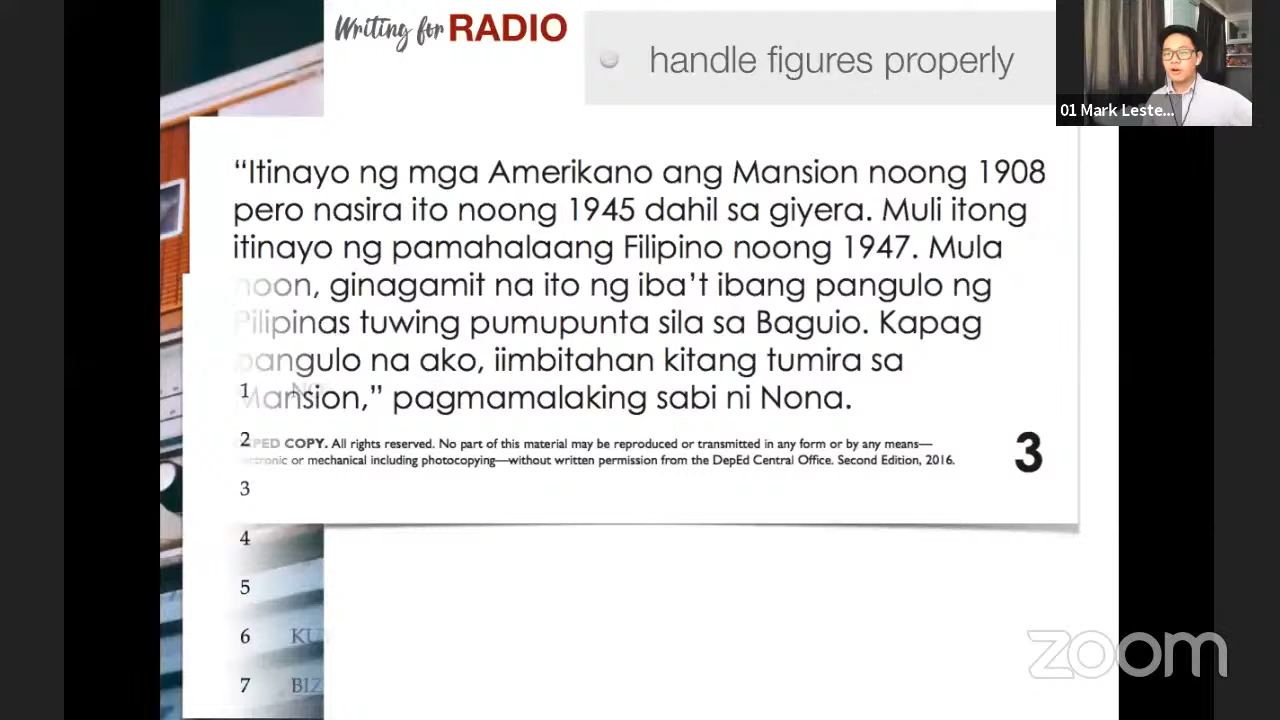 Writing for RADIO
handle figures properly
01 Mark Leste...
“Itinayo ng mga Amerikano ang Mansion noong 1908
pero nasira ito noong 1945 dahil sa giyera. Muli itong
itinayo ng pamahalaang Filipino noong 1947. Mula
noon, ginagamit na ito ng iba’t ibang pangulo ng
Pilipinas tuwing pumupunta sila sa Baguio. Kapag
pangulo na ako, iimbitahan kitang tumira sa
Mansion,” pagmamalaking sabi ni Nona.
COPY. All rights reserved. No part of this material may be reproduced or transmitted in any form or by any means—
or mechanical including photocopying—without written permission from the DepEd Central Office. Second Edition, 2016.
3
1
2
3
4
5
6 KU
7 BIZ
zoom